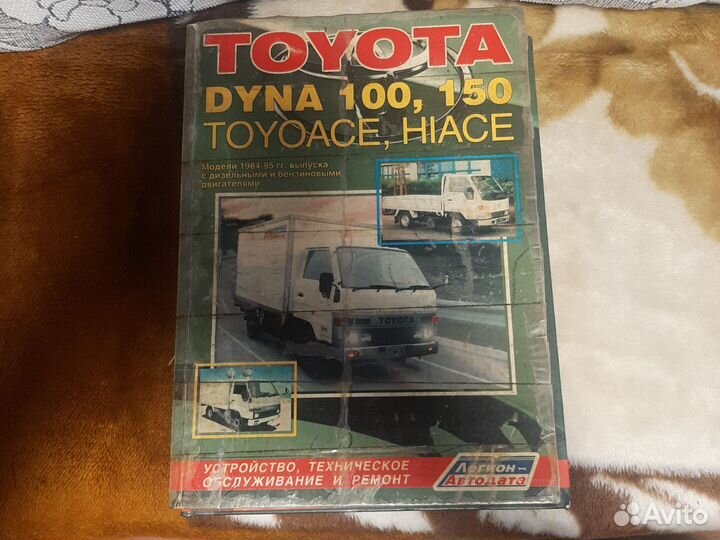 TOYOTA
DYNA 100, 150
TOYOACE, HIACE
Модели 1984-95 гг. выпуска
с дизельными и бензиновыми
двигателями
TOYOTA
УСТРОЙСТВО, ТЕХНИЧЕСКОЕ
ОБСЛУЖИВАНИЕ И РЕМОНТ
Легион-
Автодата
Avito